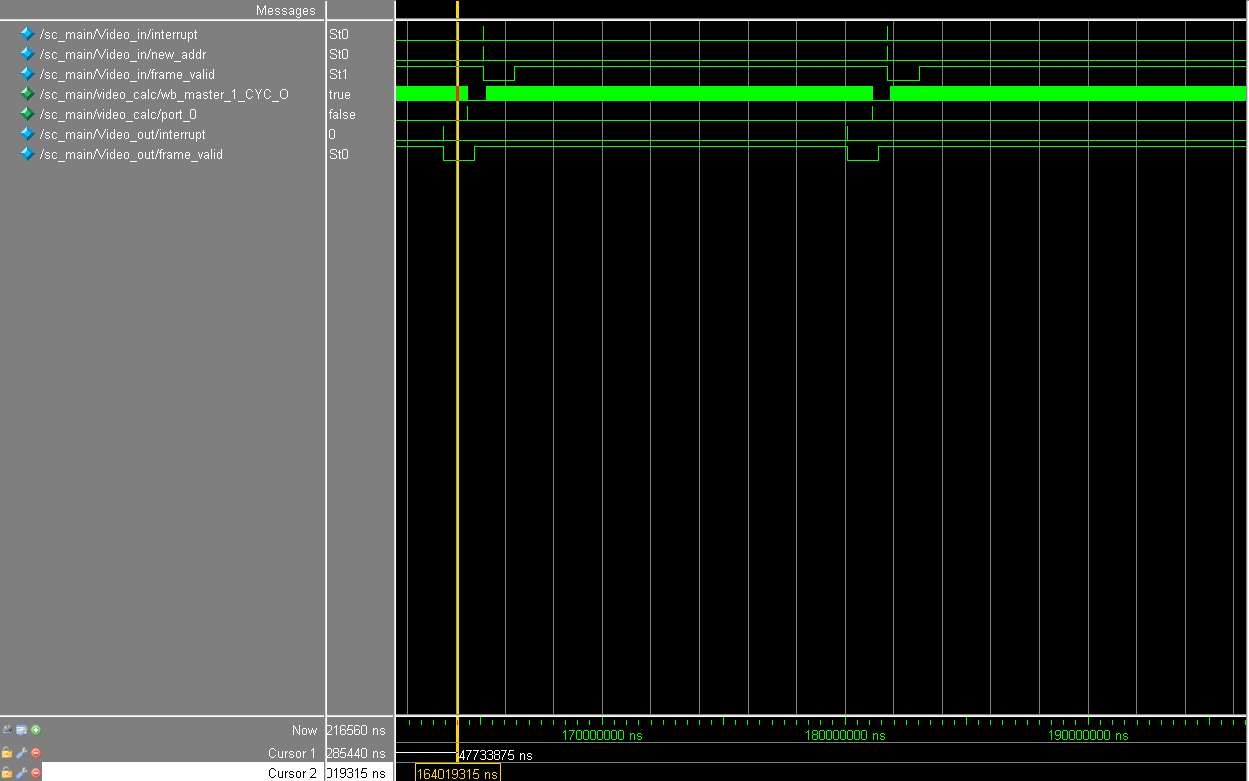 Messages
/sc_main/Video_in/interrupt St0
/sc_main/Video_in/new_addr St0
/sc_main/Video_in/frame_valid St1
/sc_main/video_calc/wb_master_1_CYC_O true
/sc_main/video_calc/port_0 false
/sc_main/Video_out/interrupt 0
/sc_main/Video_out/frame_valid St0
Now 216560 ns 170000000 ns 180000000 ns 190000000 ns
Cursor 1 285440 ns 47733875 ns
Cursor 2 019315 ns 164019315 ns